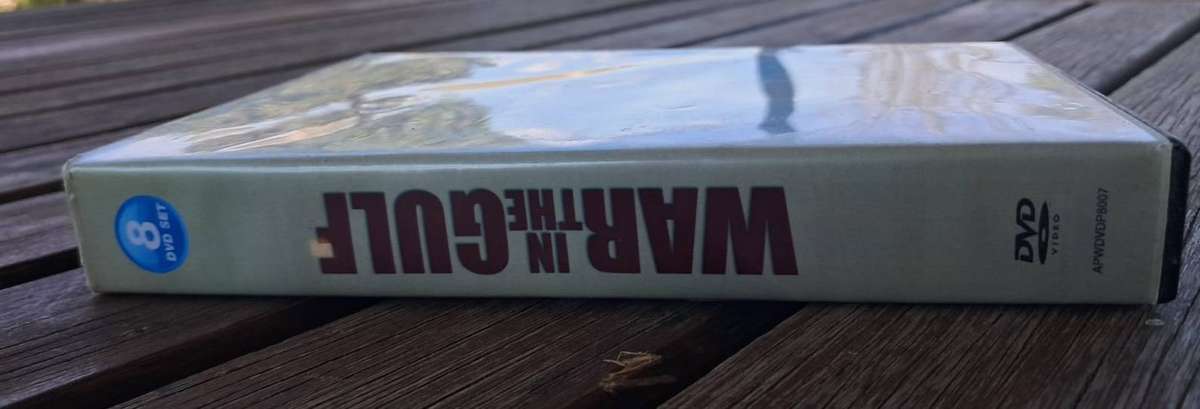 WAR
IN
THE
GULF
8
DVD SET
DVD
VIDEO
APWDVDP8007